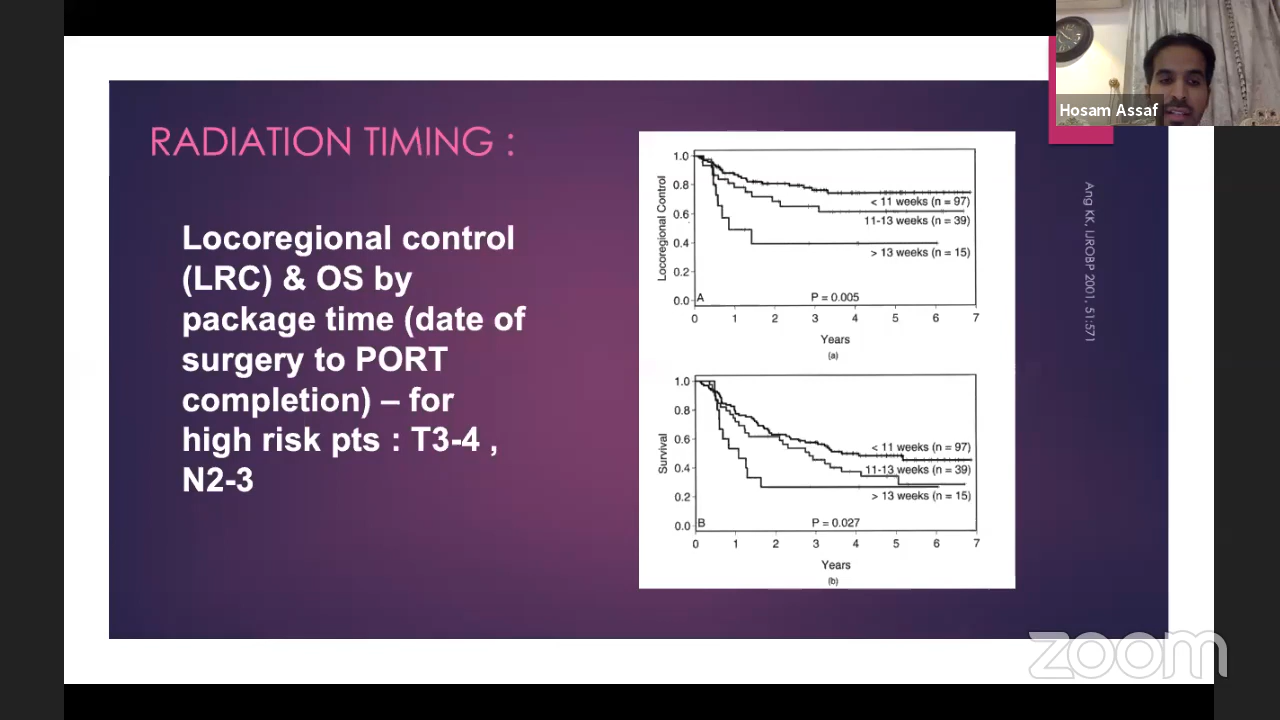 Hosam Assaf
RADIATION TIMING :
Locoregional control
(LRC) & OS by
package time (date of
surgery to PORT
completion) – for
high risk pts : T3-4 ,
N2-3
Locoregional Control
1.0
0.8
0.6
0.4
0.2
0.0
< 11 weeks (n = 97)
11-13 weeks (n = 39)
> 13 weeks (n = 15)
A
P = 0.005
0 1 2 3 4 5 6 7
Years
(a)
Survival
1.0
0.8
0.6
0.4
0.2
0.0
< 11 weeks (n = 97)
11-13 weeks (n = 39)
> 13 weeks (n = 15)
B
P = 0.027
0 1 2 3 4 5 6 7
Years
(b)
Ang KK, IJROBP 2001, 51:571
zoom